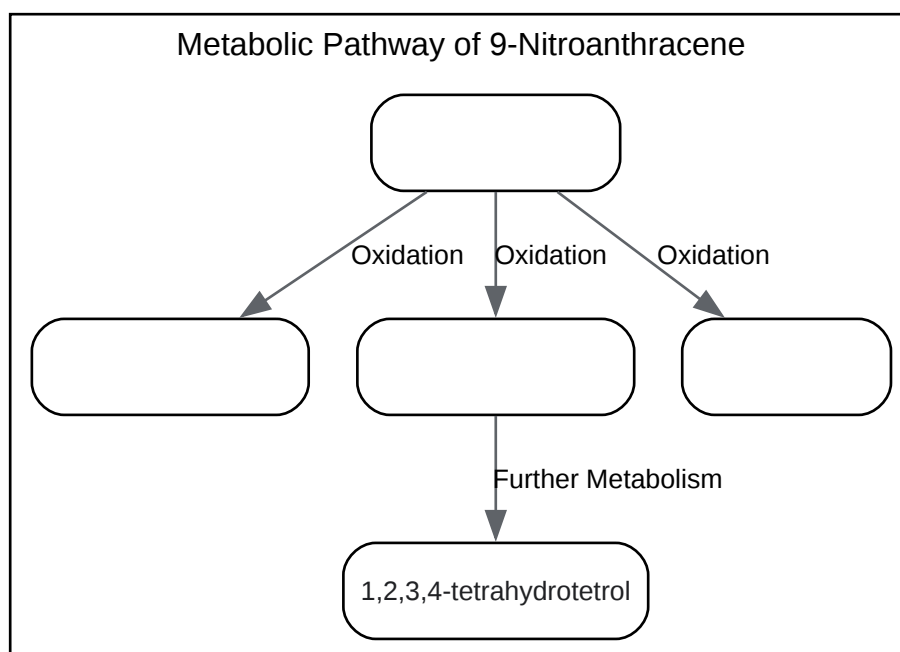 Metabolic Pathway of 9-Nitroanthracene
Oxidation
Oxidation
Oxidation
Further Metabolism
1,2,3,4-tetrahydrotetrol